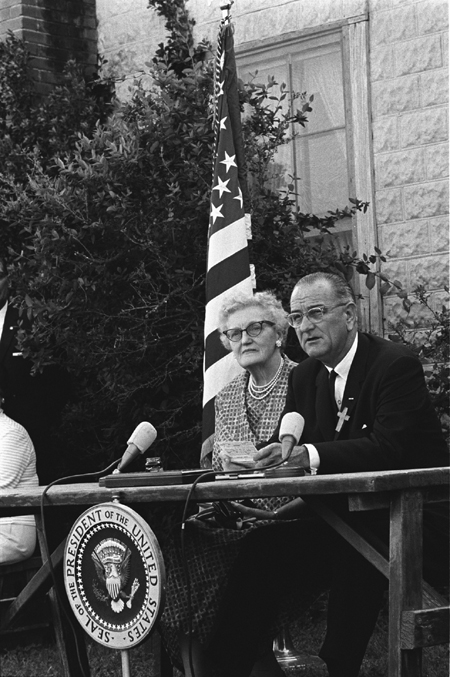 SEAL OF THE PRESIDENT OF THE UNITED STATES